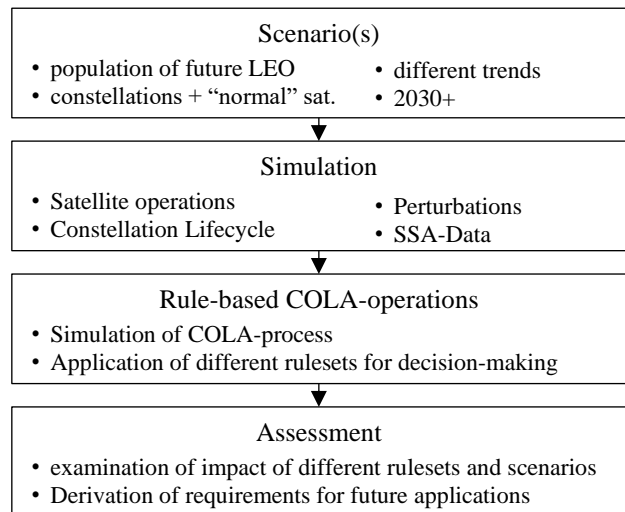 Scenario(s)
• population of future LEO
• constellations + “normal” sat.
• different trends
• 2030+
Simulation
• Satellite operations
• Constellation Lifecycle
• Perturbations
• SSA-Data
Rule-based COLA-operations
• Simulation of COLA-process
• Application of different rulesets for decision-making
Assessment
• examination of impact of different rulesets and scenarios
• Derivation of requirements for future applications